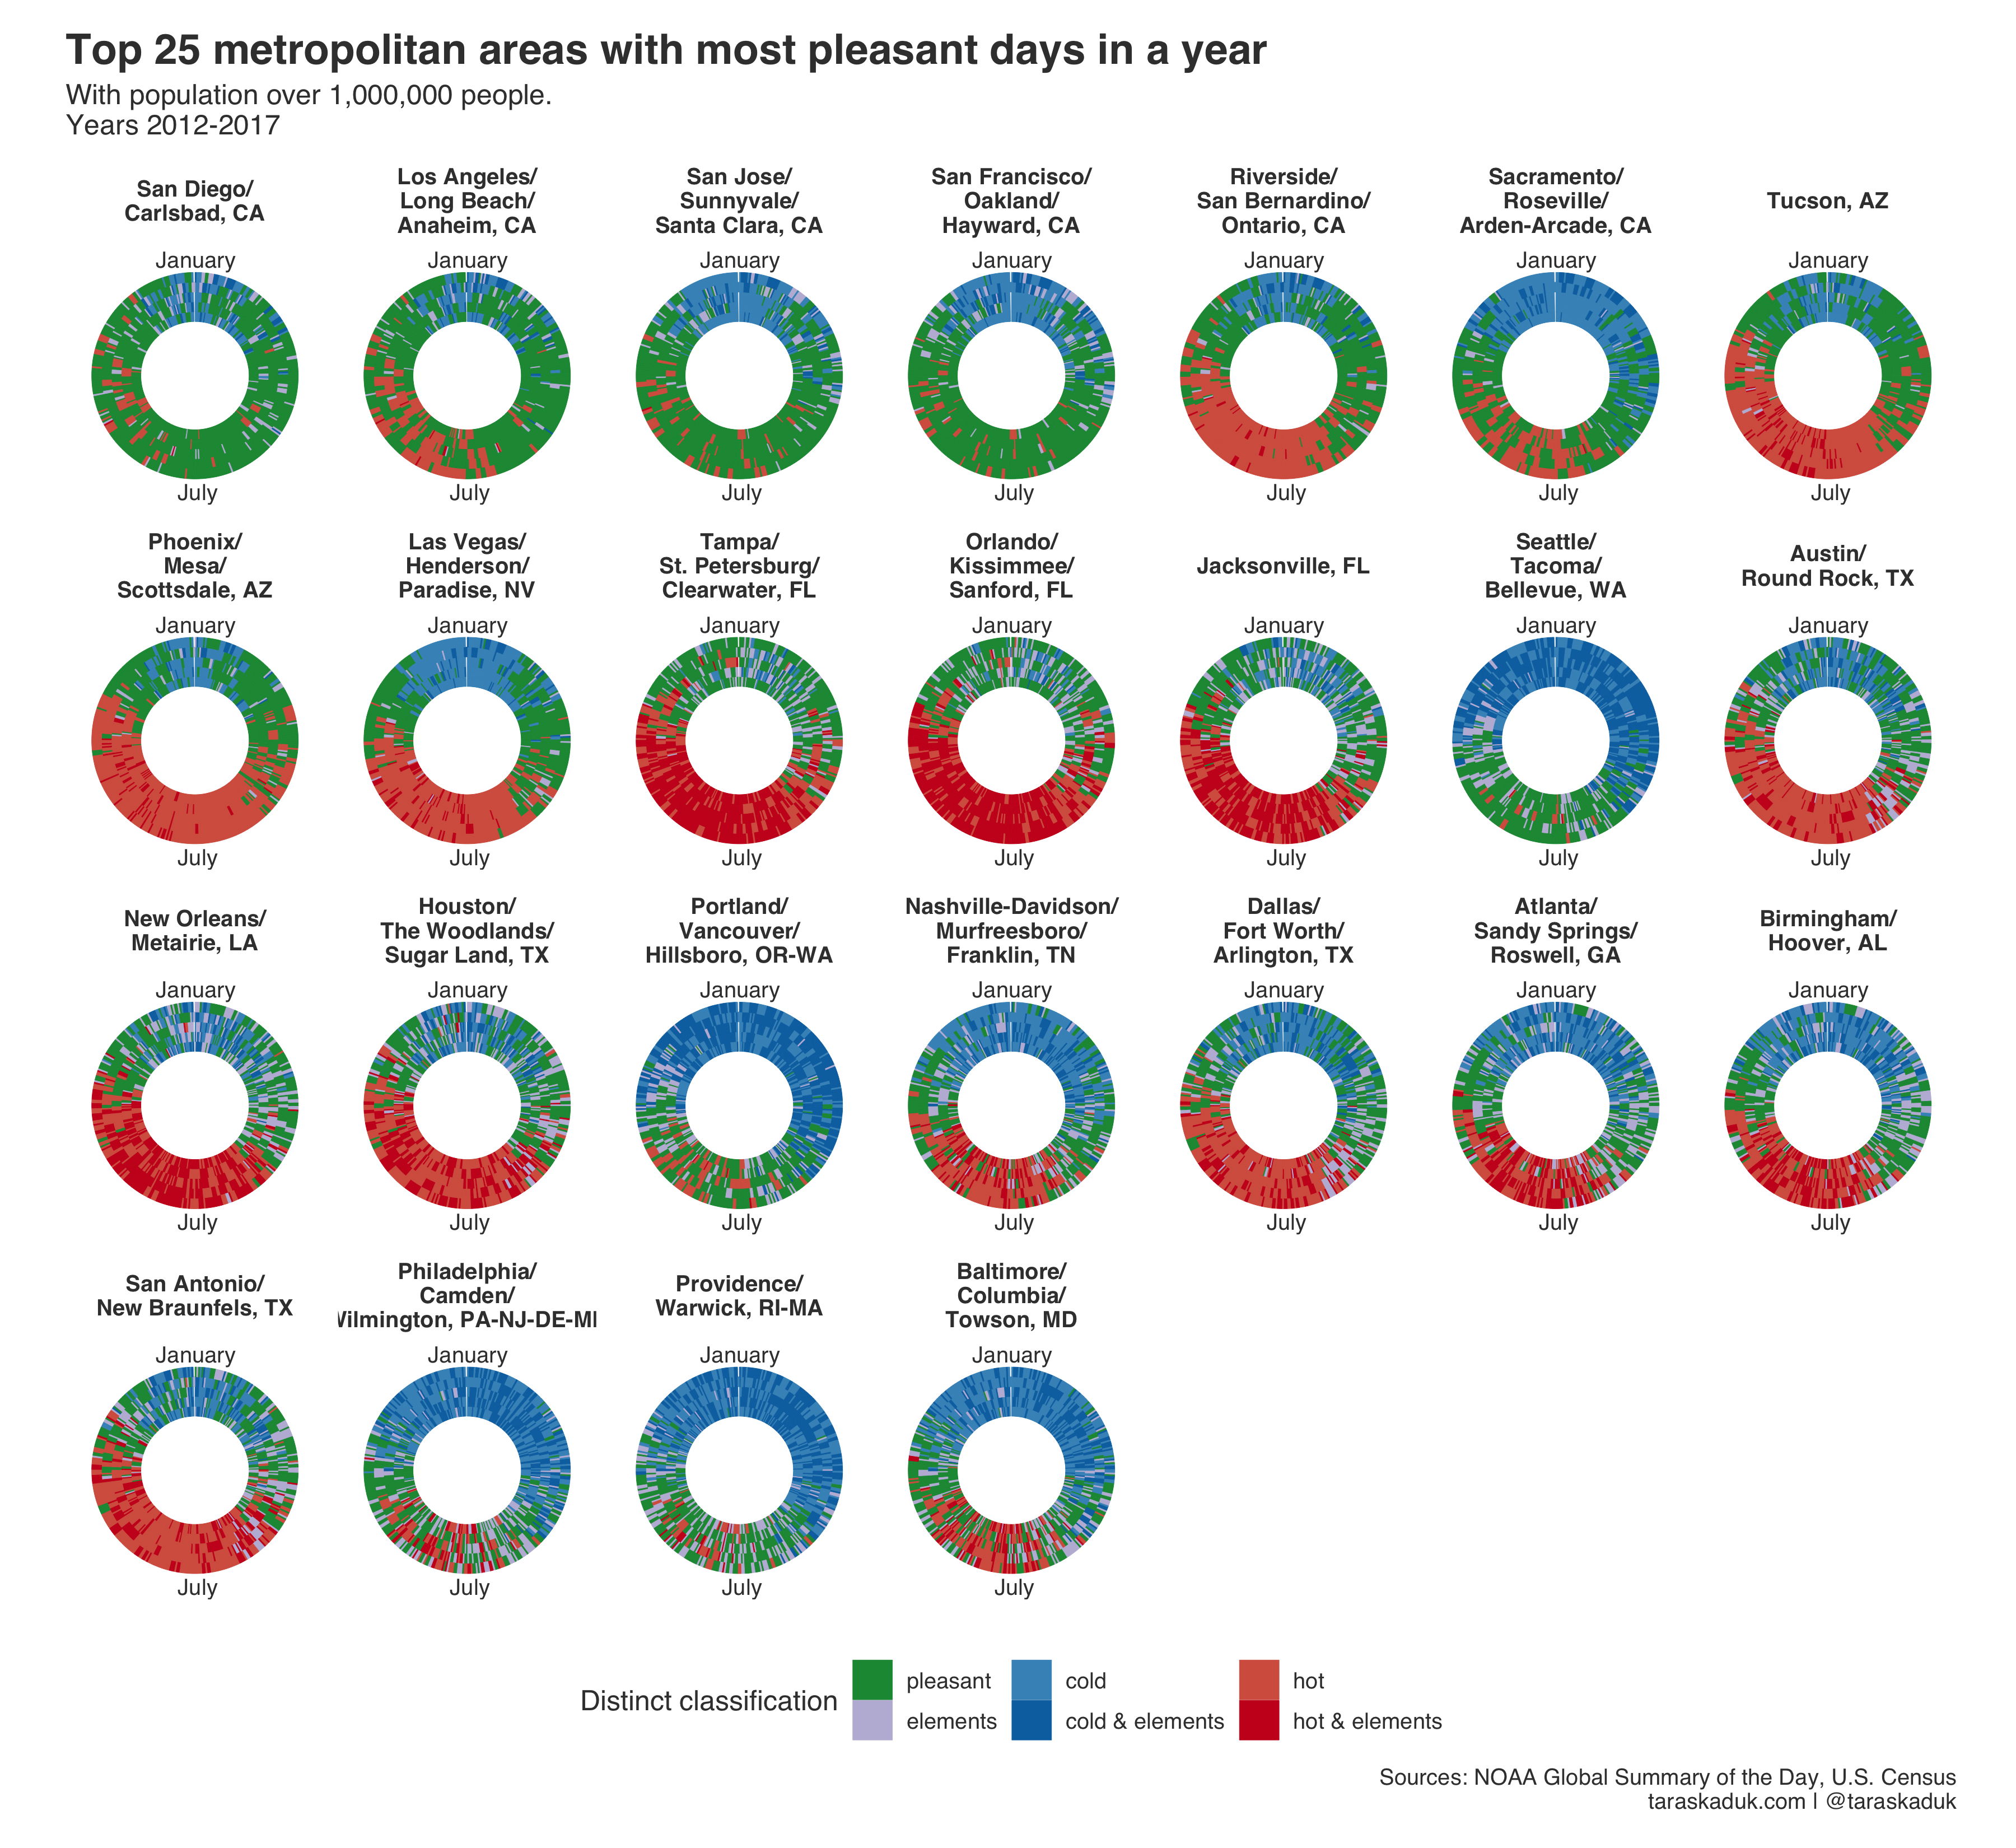 Top 25 metropolitan areas with most pleasant days in a year
With population over 1,000,000 people.
Years 2012-2017
San Diego/
Carlsbad, CA
January
July
Los Angeles/
Long Beach/
Anaheim, CA
January
July
San Jose/
Sunnyvale/
Santa Clara, CA
January
July
San Francisco/
Oakland/
Hayward, CA
January
July
Riverside/
San Bernardino/
Ontario, CA
January
July
Sacramento/
Roseville/
Arden-Arcade, CA
January
July
Tucson, AZ
January
July
Phoenix/
Mesa/
Scottsdale, AZ
January
July
Las Vegas/
Henderson/
Paradise, NV
January
July
Tampa/
St. Petersburg/
Clearwater, FL
January
July
Orlando/
Kissimmee/
Sanford, FL
January
July
Jacksonville, FL
January
July
Seattle/
Tacoma/
Bellevue, WA
January
July
Austin/
Round Rock, TX
January
July
New Orleans/
Metairie, LA
January
July
Houston/
The Woodlands/
Sugar Land, TX
January
July
Portland/
Vancouver/
Hillsboro, OR-WA
January
July
Nashville-Davidson/
Murfreesboro/
Franklin, TN
January
July
Dallas/
Fort Worth/
Arlington, TX
January
July
Atlanta/
Sandy Springs/
Roswell, GA
January
July
Birmingham/
Hoover, AL
January
July
San Antonio/
New Braunfels, TX
January
July
Philadelphia/
Camden/
Wilmington, PA-NJ-DE-MD
January
July
Providence/
Warwick, RI-MA
January
July
Baltimore/
Columbia/
Towson, MD
January
July
Distinct classification
pleasant
elements
cold
cold & elements
hot
hot & elements
Sources: NOAA Global Summary of the Day, U.S. Census
taraskaduk.com | @taraskaduk